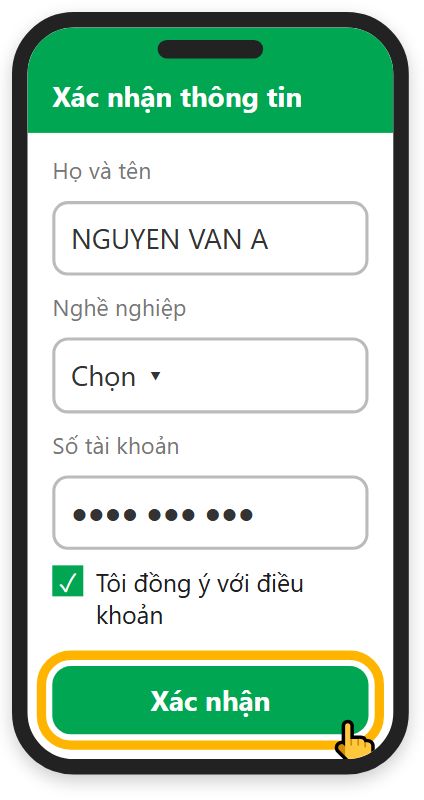 Xác nhận thông tin
Họ và tên
NGUYEN VAN A
Nghề nghiệp
Chọn ▼
Số tài khoản
•••• ••• •••
✓ Tôi đồng ý với điều
khoản
Xác nhận